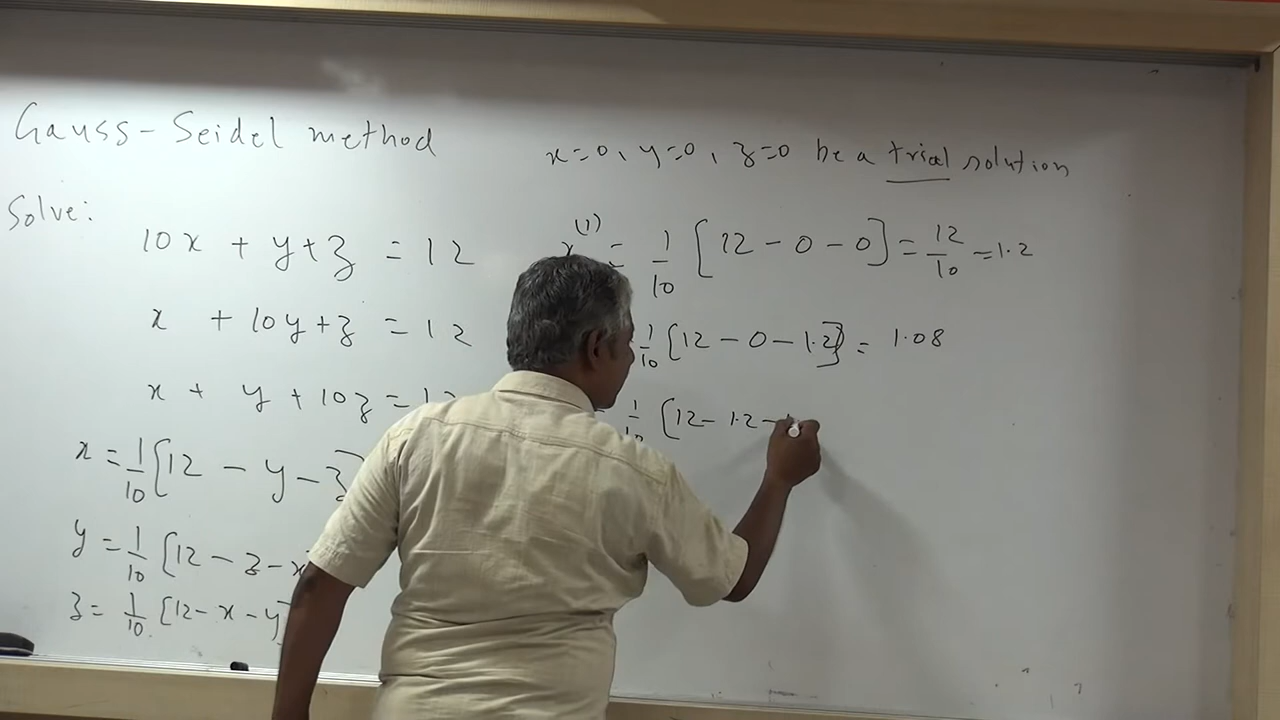 Gauss-Seidel method
Solve:
10x + y + z = 12
x + 10y + z = 12
x + y + 10z = 12
x = 1/10 [12 - y - z]
y = 1/10 [12 - z - x
z = 1/10 [12 - x - y]
x=0, y=0, z=0 be a trial solution
x^(1) = 1/10 [12 - 0 - 0] = 12/10 = 1.2
1/10 [12 - 0 - 1.2] = 1.08
= 1/10 [12 - 1.2 -